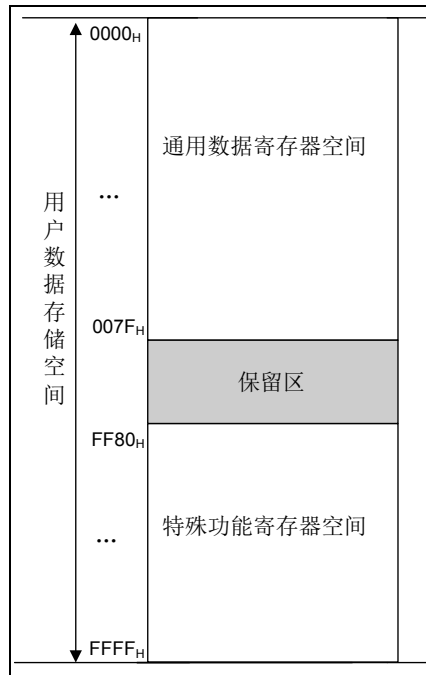 0000H
通用数据寄存器空间
...
用户数据存储空间
007FH
保留区
FF80H
特殊功能寄存器空间
...
FFFFH